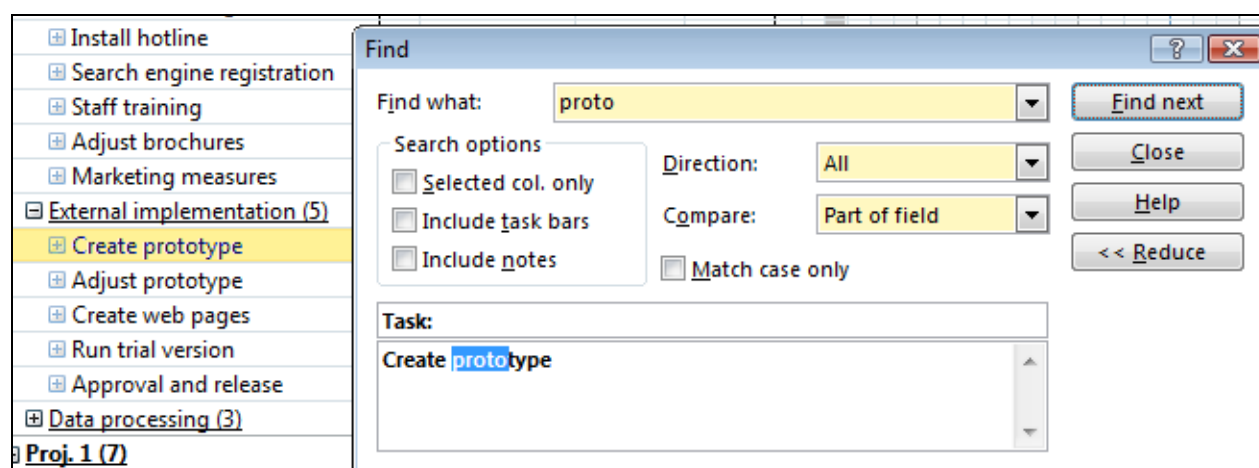 Install hotline
Search engine registration
Staff training
Adjust brochures
Marketing measures
External implementation (5)
Create prototype
Adjust prototype
Create web pages
Run trial version
Approval and release
Data processing (3)
Proj. 1 (7)
Find
Find what: proto
Find next
Search options
Selected col. only
Include task bars
Include notes
Direction: All
Compare: Part of field
Match case only
Close
Help
<< Reduce
Task:
Create prototype